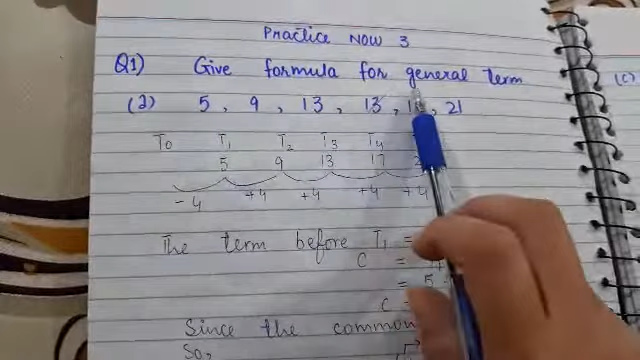 Practice NOW 3
Q1) Give formula for general term
(2) 5, 9, 13, 13, 21
T0 T1 T2 T3 T4
5 9 13 17
-4 +4 +4 +4 +4
The term before T1 =
C =
= 5
C =
Since the common
So,
(c)